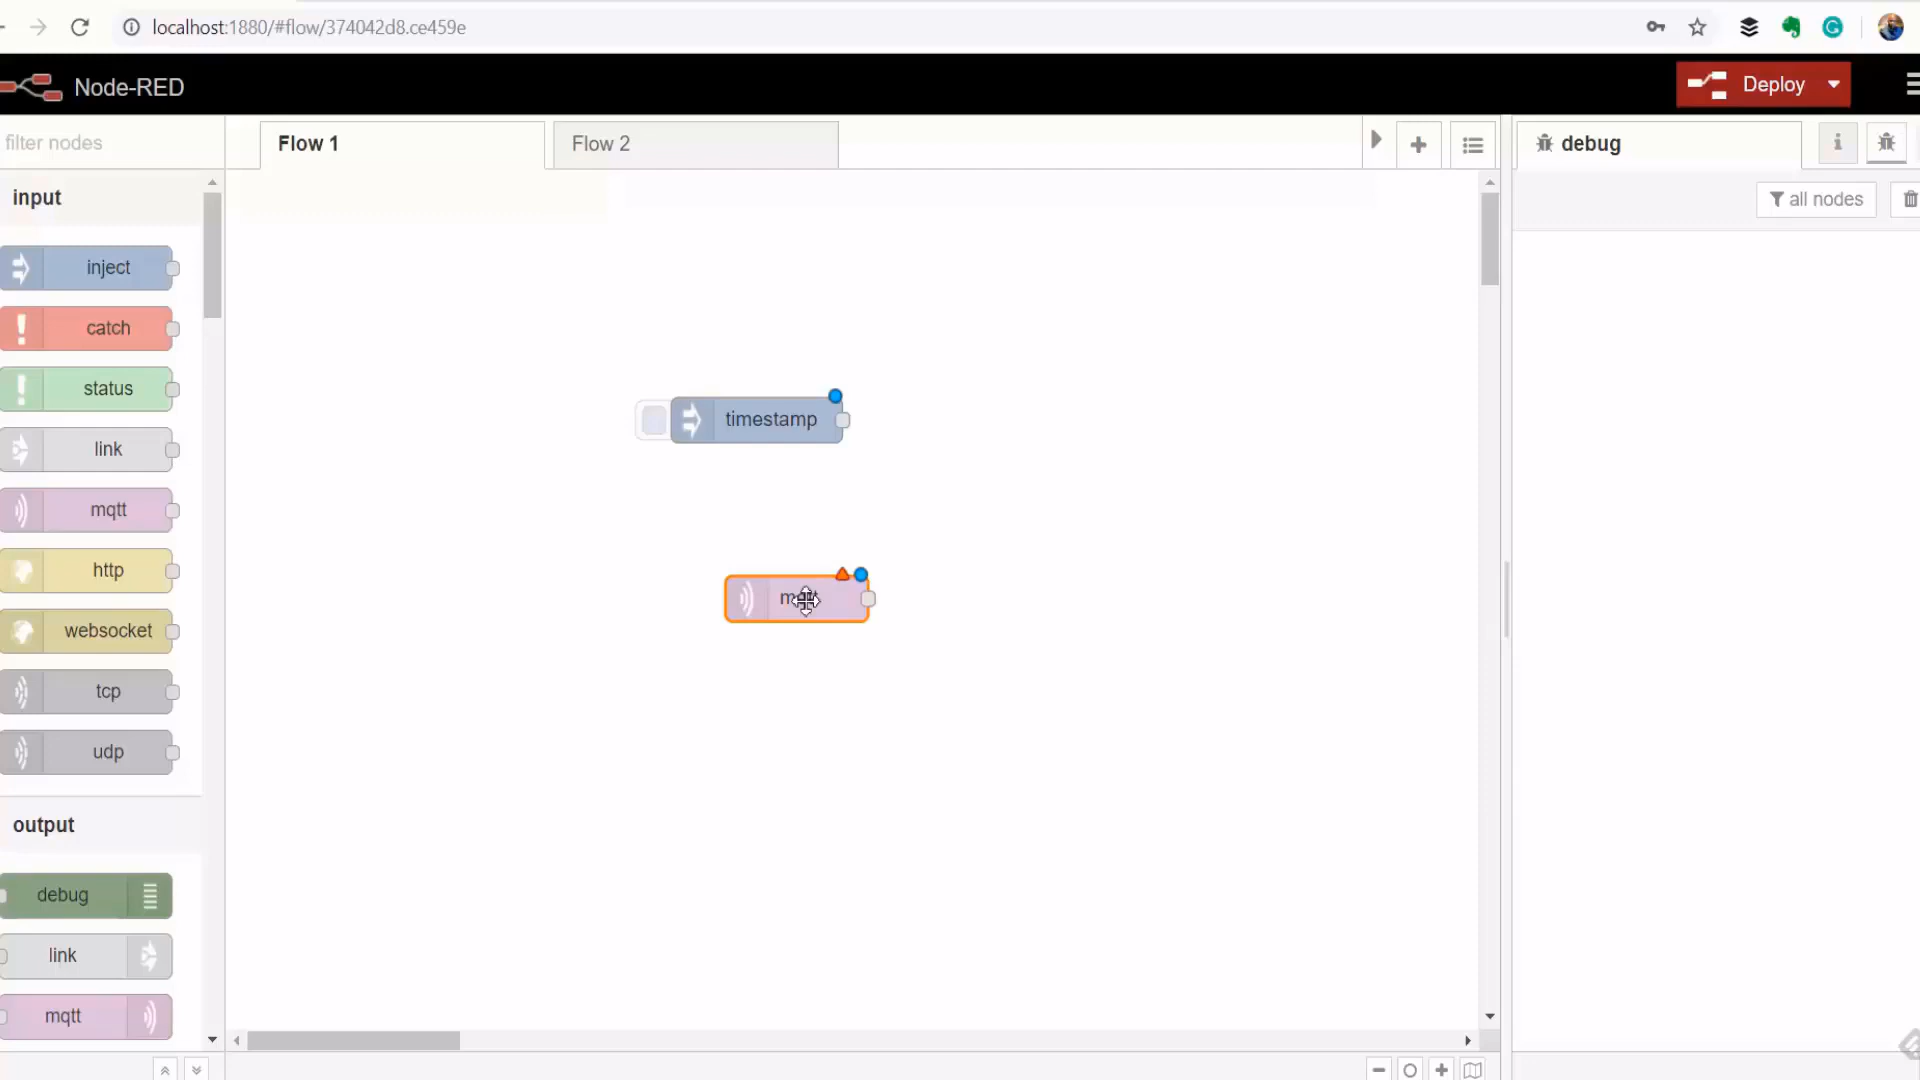 localhost:1880/#flow/374042d8.ce459e
Node-RED
Deploy
filter nodes
Flow 1
Flow 2
debug
all nodes
input
inject
catch
status
link
mqtt
http
websocket
tcp
udp
output
debug
link
mqtt
timestamp